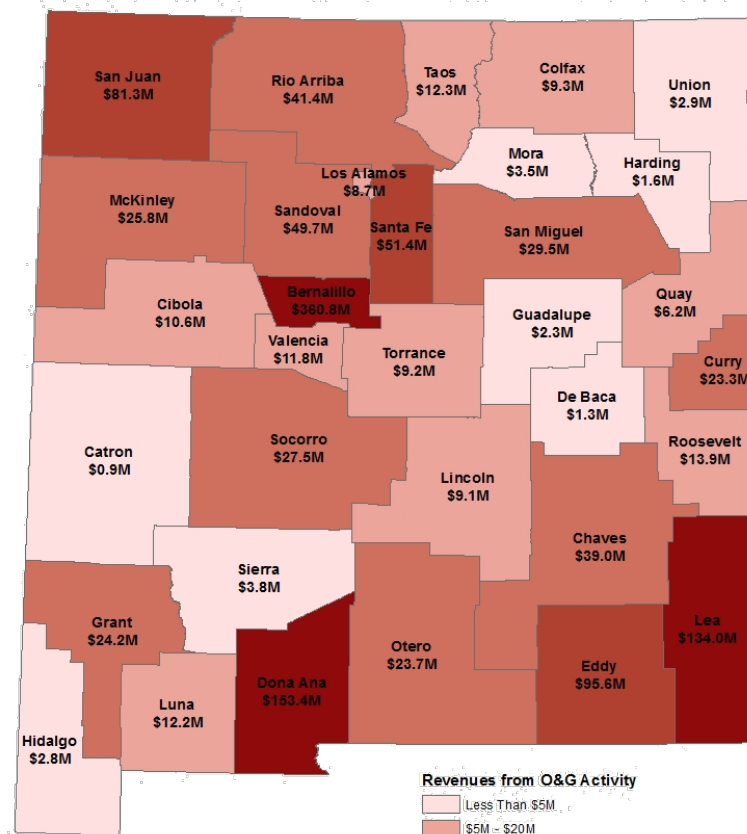 San Juan
$81.3M
Rio Arriba
$41.4M
Taos
$12.3M
Colfax
$9.3M
Union
$2.9M
Mora
$3.5M
Harding
$1.6M
Los Alamos
$8.7M
McKinley
$25.8M
Sandoval
$49.7M
Santa Fe
$51.4M
San Miguel
$29.5M
Cibola
$10.6M
Bernalillo
$360.8M
Guadalupe
$2.3M
Quay
$6.2M
Valencia
$11.8M
Torrance
$9.2M
Curry
$23.3M
De Baca
$1.3M
Catron
$0.9M
Socorro
$27.5M
Roosevelt
$13.9M
Lincoln
$9.1M
Chaves
$39.0M
Sierra
$3.8M
Grant
$24.2M
Otero
$23.7M
Lea
$134.0M
Eddy
$95.6M
Dona Ana
$153.4M
Luna
$12.2M
Hidalgo
$2.8M
Revenues from O&G Activity
Less Than $5M
$5M - $20M